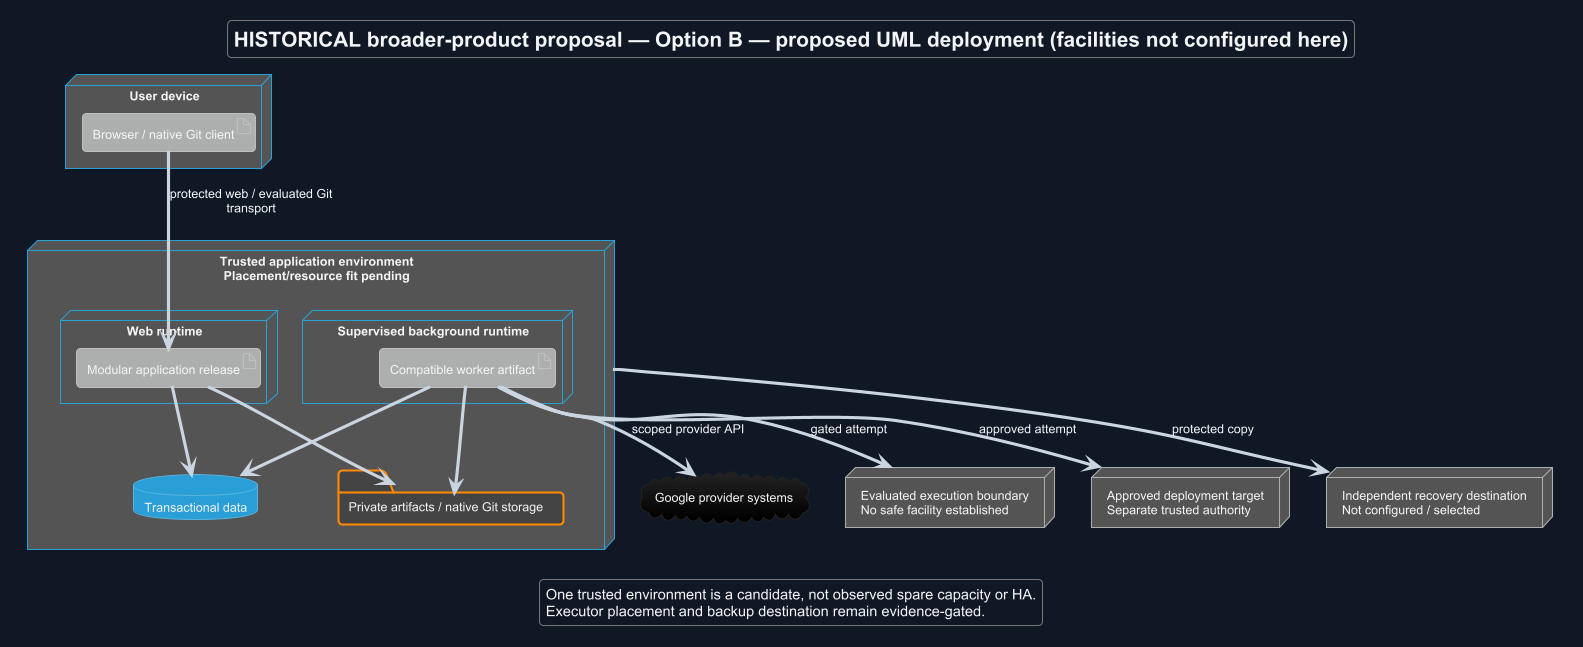 HISTORICAL broader-product proposal — Option B — proposed UML deployment (facilities not configured here)
User device
Browser / native Git client
protected web / evaluated Git
transport
Trusted application environment
Placement/resource fit pending
Web runtime
Supervised background runtime
Modular application release
Compatible worker artifact
scoped provider API
gated attempt
approved attempt
protected copy
Transactional data
Private artifacts / native Git storage
Google provider systems
Evaluated execution boundary
No safe facility established
Approved deployment target
Separate trusted authority
Independent recovery destination
Not configured / selected
One trusted environment is a candidate, not observed spare capacity or HA.
Executor placement and backup destination remain evidence-gated.